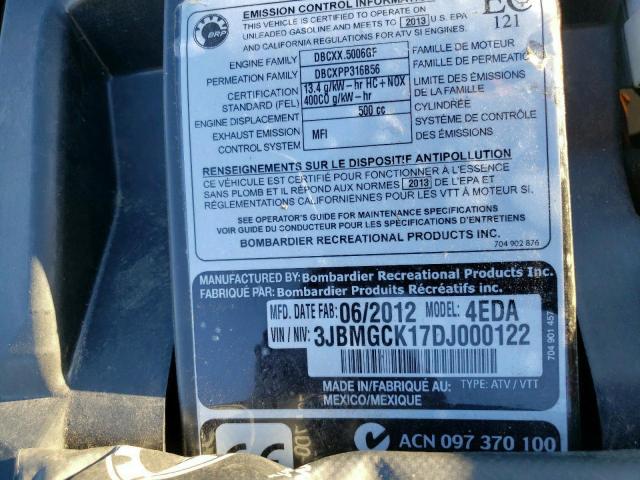 EMISSION CONTROL INFORMATION
THIS VEHICLE IS CERTIFIED TO OPERATE ON
UNLEADED GASOLINE AND MEETS TO 2013 U.S. EPA
AND CALIFORNIA REGULATIONS FOR ATV SI ENGINES.
EC
121
BRP
ENGINE FAMILY DBCXX.5006GF FAMILLE DE MOTEUR
PERMEATION FAMILY DBCXPP316B56 FAMILLE DE PERMEATIO
CERTIFICATION 13.4 g/kW-hr HC+NOX LIMITE DES ÉMISSIONS
STANDARD (FEL) 400CO g/kW-hr DE LA FAMILLE
ENGINE DISPLACEMENT 500 cc CYLINDRÉE
EXHAUST EMISSION MFI SYSTÈME DE CONTRÔLE
CONTROL SYSTEM DES ÉMISSIONS
RENSEIGNEMENTS SUR LE DISPOSITIF ANTIPOLLUTION
CE VÉHICULE EST CERTIFIÉ POUR FONCTIONNER À L'ESSENCE
SANS PLOMB ET IL RÉPOND AUX NORMES 2013 DE L'EPA ET
RÉGLEMENTATIONS CALIFORNIENNES POUR LES VTT À MOTEUR SI.
SEE OPERATOR'S GUIDE FOR MAINTENANCE SPECIFICATIONS
VOIR GUIDE DU CONDUCTEUR POUR LES SPÉCIFICATIONS D'ENTRETIENS
BOMBARDIER RECREATIONAL PRODUCTS INC.
704 902 876
MANUFACTURED BY: Bombardier Recreational Products Inc.
FABRIQUÉ PAR: Bombardier Produits Récréatifs inc.
MFD. DATE FAB: 06/2012 MODEL: 4EDA
VIN / NIV: 3JBMGCK17DJ000122
704 901 457
MADE IN/FABRIQUÉ AU: TYPE: ATV / VTT
MEXICO/MEXIQUE
CE
ACN 097 370 100